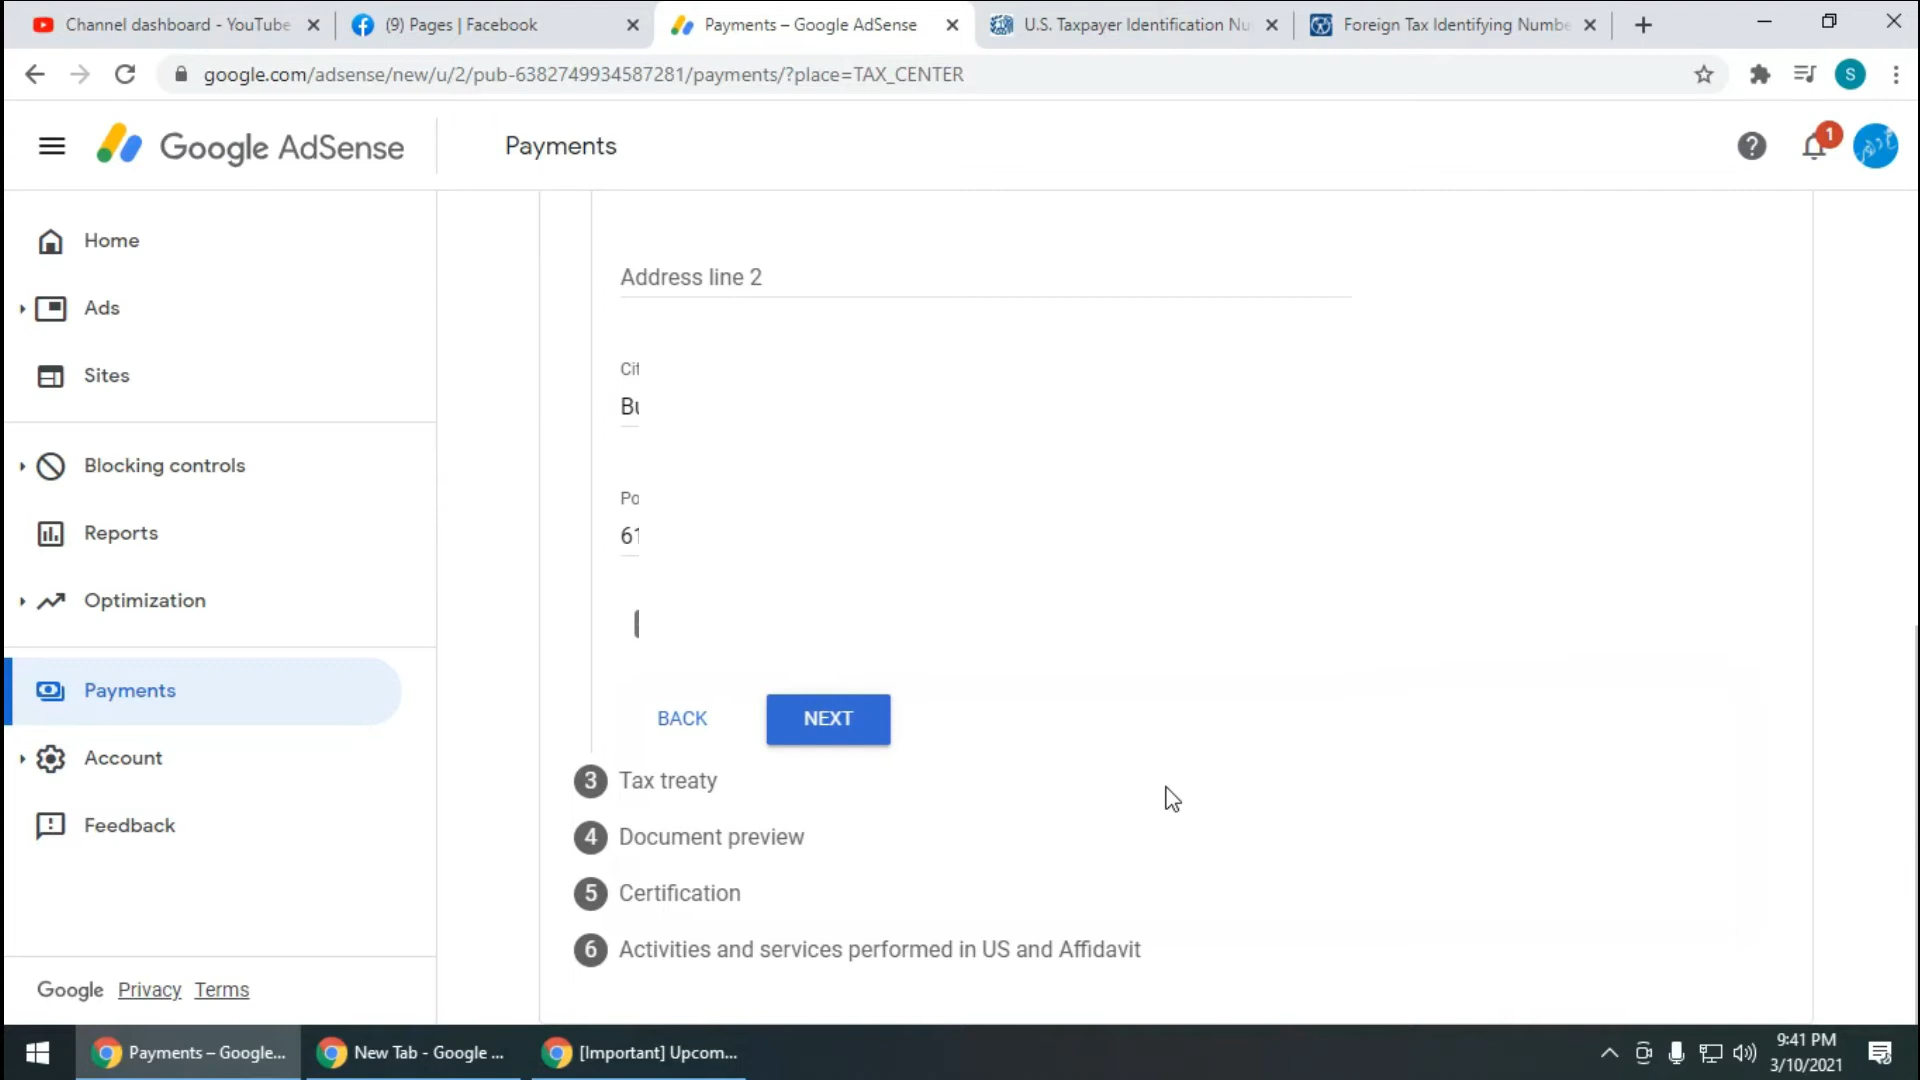 Channel dashboard - YouTube
(9) Pages | Facebook
Payments – Google AdSense
U.S. Taxpayer Identification Nu
Foreign Tax Identifying Numbe
google.com/adsense/new/u/2/pub-6382749934587281/payments/?place=TAX_CENTER
S
Google AdSense
Payments
1
Home
Ads
Sites
Blocking controls
Reports
Optimization
Payments
Account
Feedback
Google Privacy Terms
Address line 2
Cit
Bu
Po
61
BACK
NEXT
3 Tax treaty
4 Document preview
5 Certification
6 Activities and services performed in US and Affidavit
Payments – Google...
New Tab - Google ...
[Important] Upcom...
9:41 PM
3/10/2021